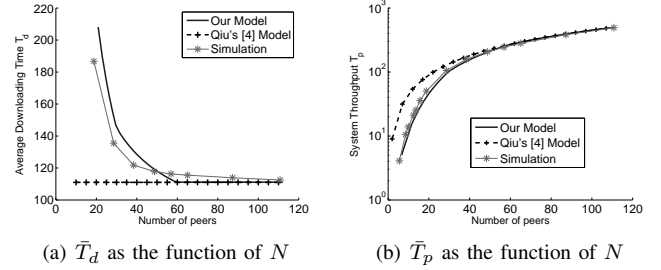 220
200
180
160
140
120
100
0 20 40 60 80 100 120
Average Downloading Time T_d
Number of peers
Our Model
Qiu's [4] Model
Simulation
(a) T̄_d as the function of N
10^3
10^2
10^1
10^0
0 20 40 60 80 100 120
System Throughput T_p
Number of peers
Our Model
Qiu's [4] Model
Simulation
(b) T̄_p as the function of N